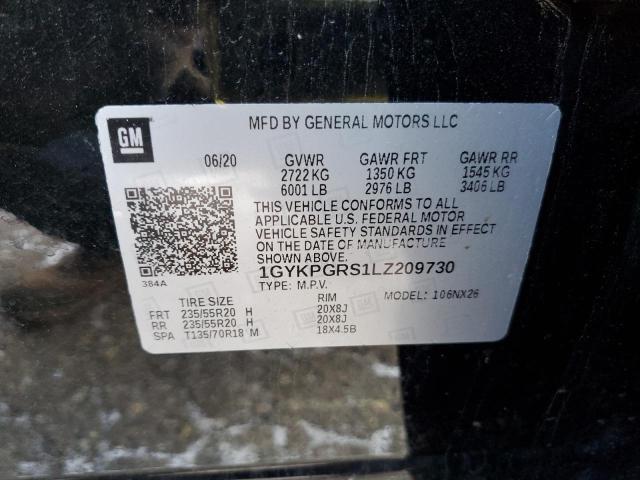 GM
MFD BY GENERAL MOTORS LLC
06/20 GVWR GAWR FRT GAWR RR
2722 KG 1350 KG 1545 KG
6001 LB 2976 LB 3406 LB
THIS VEHICLE CONFORMS TO ALL
APPLICABLE U.S. FEDERAL MOTOR
VEHICLE SAFETY STANDARDS IN EFFECT
ON THE DATE OF MANUFACTURE
SHOWN ABOVE.
384A
1GYKPGRS1LZ209730
TYPE: M.P.V. MODEL: 106NX26
TIRE SIZE RIM
FRT 235/55R20 H 20X8J
RR 235/55R20 H 20X8J
SPA T135/70R18 M 18X4.5B